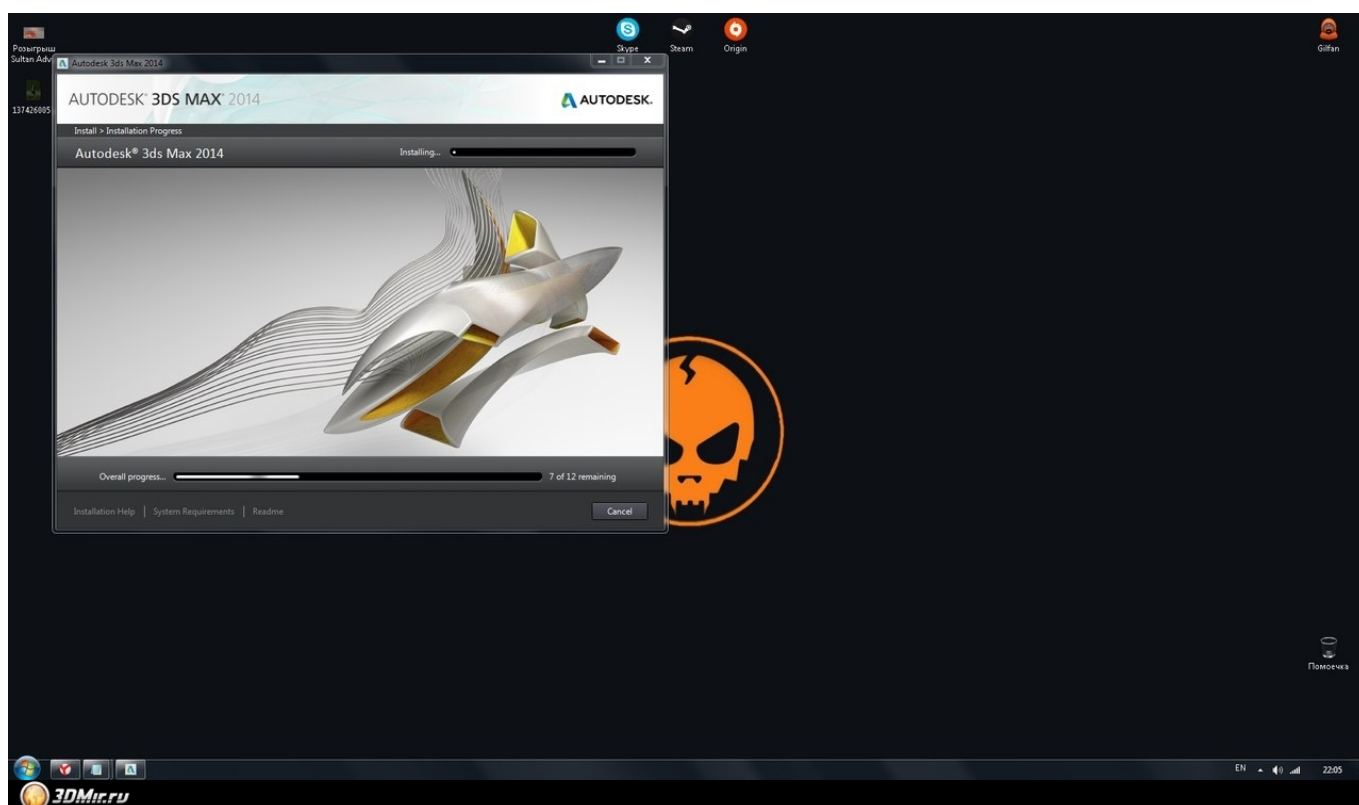 Розыгрыш
Sultan Adv
137426005
Skype
Steam
Origin
Gilfan
Autodesk 3ds Max 2014
AUTODESK® 3DS MAX® 2014
AUTODESK.
Install > Installation Progress
Autodesk® 3ds Max 2014
Installing...
Overall progress...
7 of 12 remaining
Installation Help | System Requirements | Readme
Cancel
Помоечка
EN
22:05
3DMir.ru